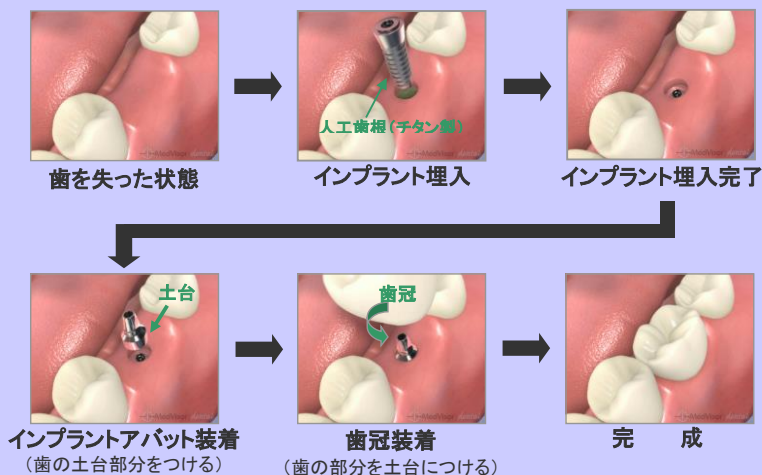 人工歯根(チタン製)
歯を失った状態
インプラント埋入
インプラント埋入完了
土台
歯冠
インプラントアバット装着
(歯の土台部分をつける)
歯冠装着
(歯の部分を土台につける)
完　成